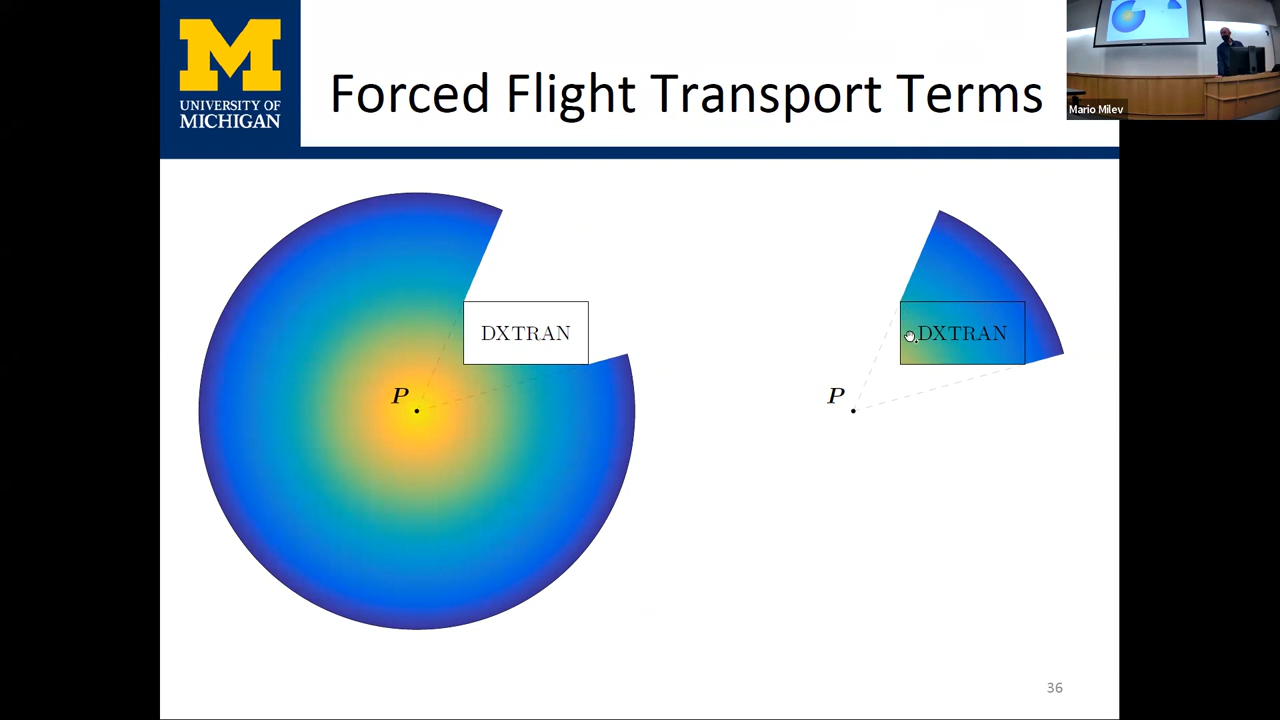 M
UNIVERSITY OF
MICHIGAN
Forced Flight Transport Terms
Mario Milev
DXTRAN
P
DXTRAN
P
36